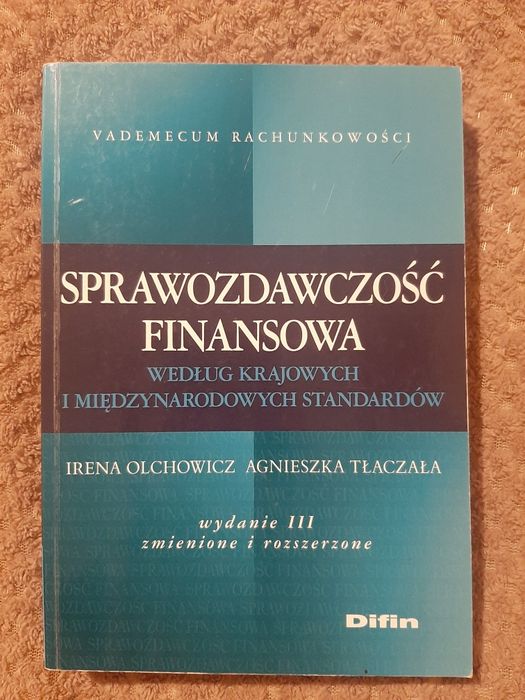 VADEMECUM RACHUNKOWOŚCI
SPRAWOZDAWCZOŚĆ
FINANSOWA
WEDŁUG KRAJOWYCH
I MIĘDZYNARODOWYCH STANDARDÓW
IRENA OLCHOWICZ AGNIESZKA TŁACZAŁA
wydanie III
zmienione i rozszerzone
Difin